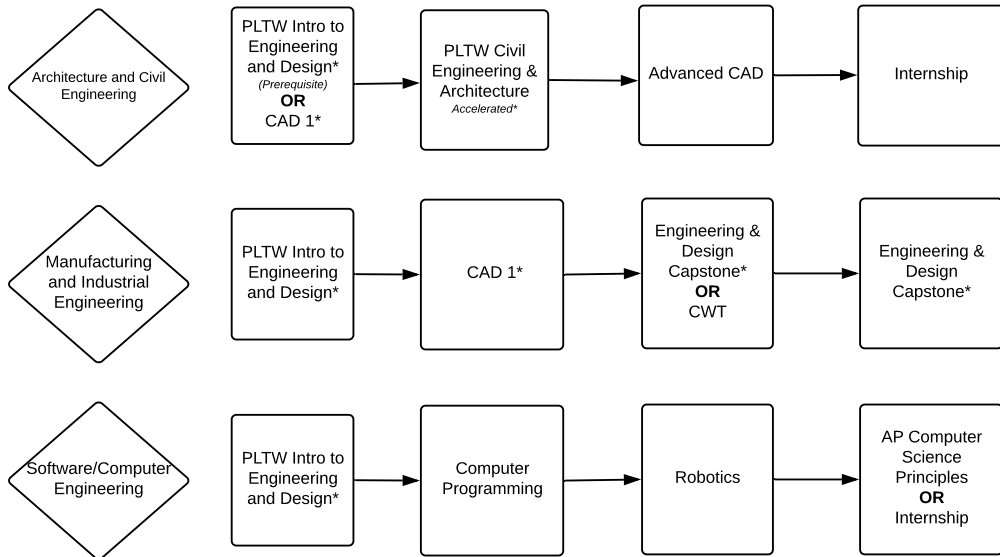 Architecture and Civil
Engineering
PLTW Intro to
Engineering
and Design*
(Prerequisite)
OR
CAD 1*
PLTW Civil
Engineering &
Architecture
Accelerated*
Advanced CAD
Internship
Manufacturing
and Industrial
Engineering
PLTW Intro to
Engineering
and Design*
CAD 1*
Engineering &
Design
Capstone*
OR
CWT
Engineering &
Design
Capstone*
Software/Computer
Engineering
PLTW Intro to
Engineering
and Design*
Computer
Programming
Robotics
AP Computer
Science
Principles
OR
Internship